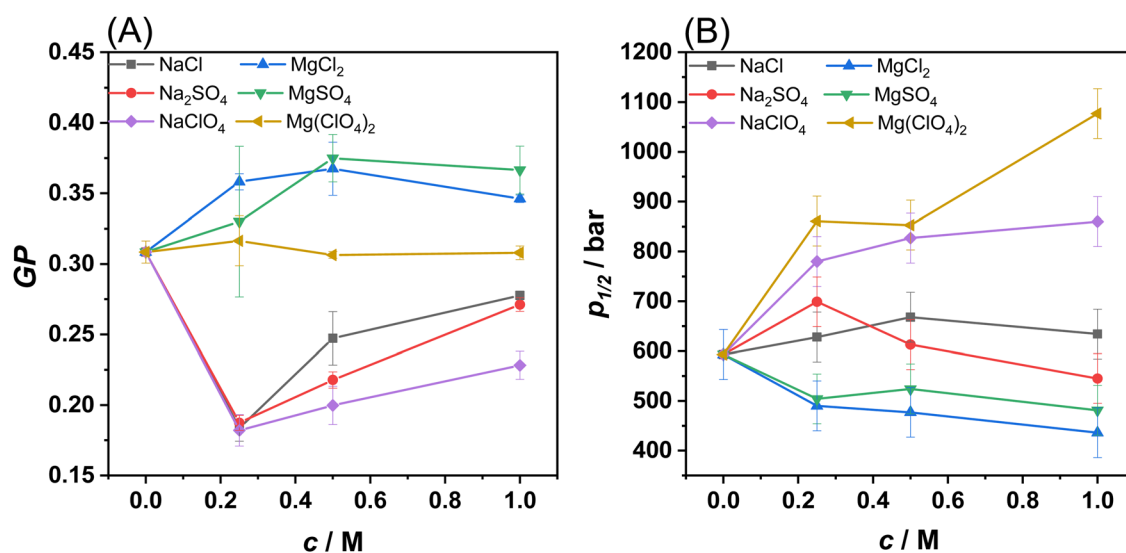 (A)
GP
0.45
0.40
0.35
0.30
0.25
0.20
0.15
NaCl
MgCl₂
Na₂SO₄
MgSO₄
NaClO₄
Mg(ClO₄)₂
0.0 0.2 0.4 0.6 0.8 1.0
c / M
(B)
p₁/₂ / bar
1200
1100
1000
900
800
700
600
500
400
NaCl
MgCl₂
Na₂SO₄
MgSO₄
NaClO₄
Mg(ClO₄)₂
0.0 0.2 0.4 0.6 0.8 1.0
c / M